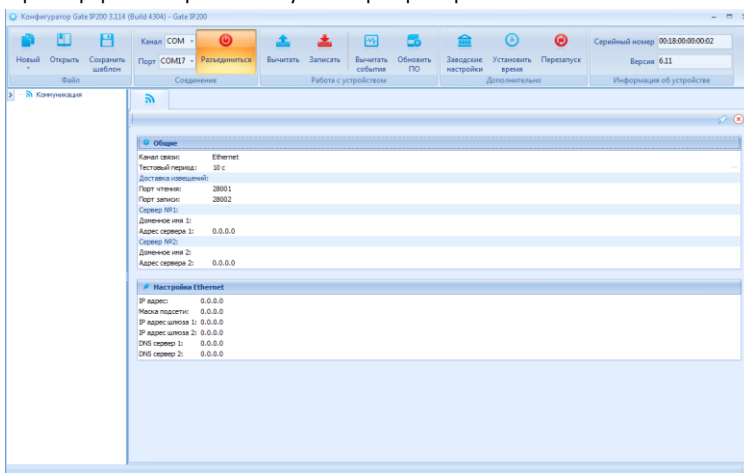 Конфигуратор Gate IP200 3.114 (Build 4304) - Gate IP200
Новый
Открыть
Сохранить шаблон
Файл
Канал COM
Порт COM17
Разъединиться
Соединение
Вычитать
Записать
Вычитать события
Обновить ПО
Работа с устройством
Заводские настройки
Установить время
Перезапуск
Дополнительно
Серийный номер 00:18:00:00:00:02
Версия 6.11
Информация об устройстве
Коммуникация
Общие
Канал связи: Ethernet
Тестовый период: 10 с
Доставка извещений:
Порт чтения: 28001
Порт записи: 28002
Сервер №1:
Доменное имя 1:
Адрес сервера 1: 0.0.0.0
Сервер №2:
Доменное имя 2:
Адрес сервера 2: 0.0.0.0
Настройки Ethernet
IP адрес: 0.0.0.0
Маска подсети: 0.0.0.0
IP адрес шлюза 1: 0.0.0.0
IP адрес шлюза 2: 0.0.0.0
DNS сервер 1: 0.0.0.0
DNS сервер 2: 0.0.0.0